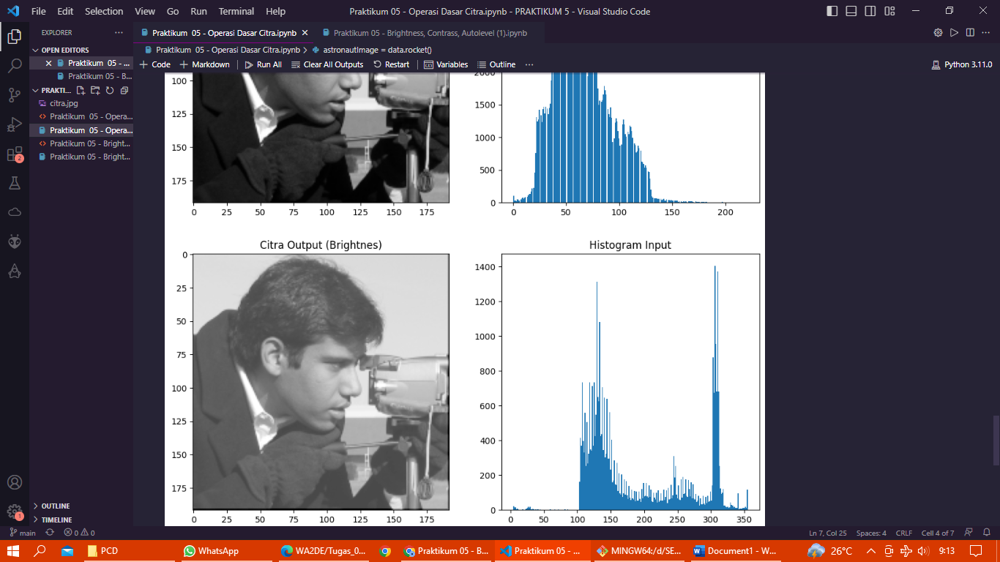 File Edit Selection View Go Run Terminal Help
Praktikum 05 - Operasi Dasar Citra.ipynb - PRAKTIKUM 5 - Visual Studio Code
EXPLORER
OPEN EDITORS
Praktikum 05 - ...
Praktikum 05 - B...
PRAKTI...
citra.jpg
Praktikum 05 - Opera...
Praktikum 05 - Opera...
Praktikum 05 - Bright...
Praktikum 05 - Bright...
OUTLINE
TIMELINE
2
1
Praktikum 05 - Operasi Dasar Citra.ipynb
Praktikum 05 - Brightness, Contrast, Autolevel (1).ipynb
Praktikum 05 - Operasi Dasar Citra.ipynb > astronautImage = data.rocket()
+ Code + Markdown Run All Clear All Outputs Restart Variables Outline ...
Python 3.11.0
100
125
150
175
0 25 50 75 100 125 150 175
2000
1500
1000
500
0
0 50 100 150 200
Citra Output (Brightnes)
0
25
50
75
100
125
150
175
0 25 50 75 100 125 150 175
Histogram Input
1400
1200
1000
800
600
400
200
0
0 50 100 150 200 250 300 350
main 0 0
Ln 7, Col 25 Spaces: 4 CRLF Cell 4 of 7
PCD
WhatsApp
WA2DE/Tugas_0...
Praktikum 05 - B...
Praktikum 05 - ...
MINGW64:/d/SE...
Document1 - W...
26°C
9:13